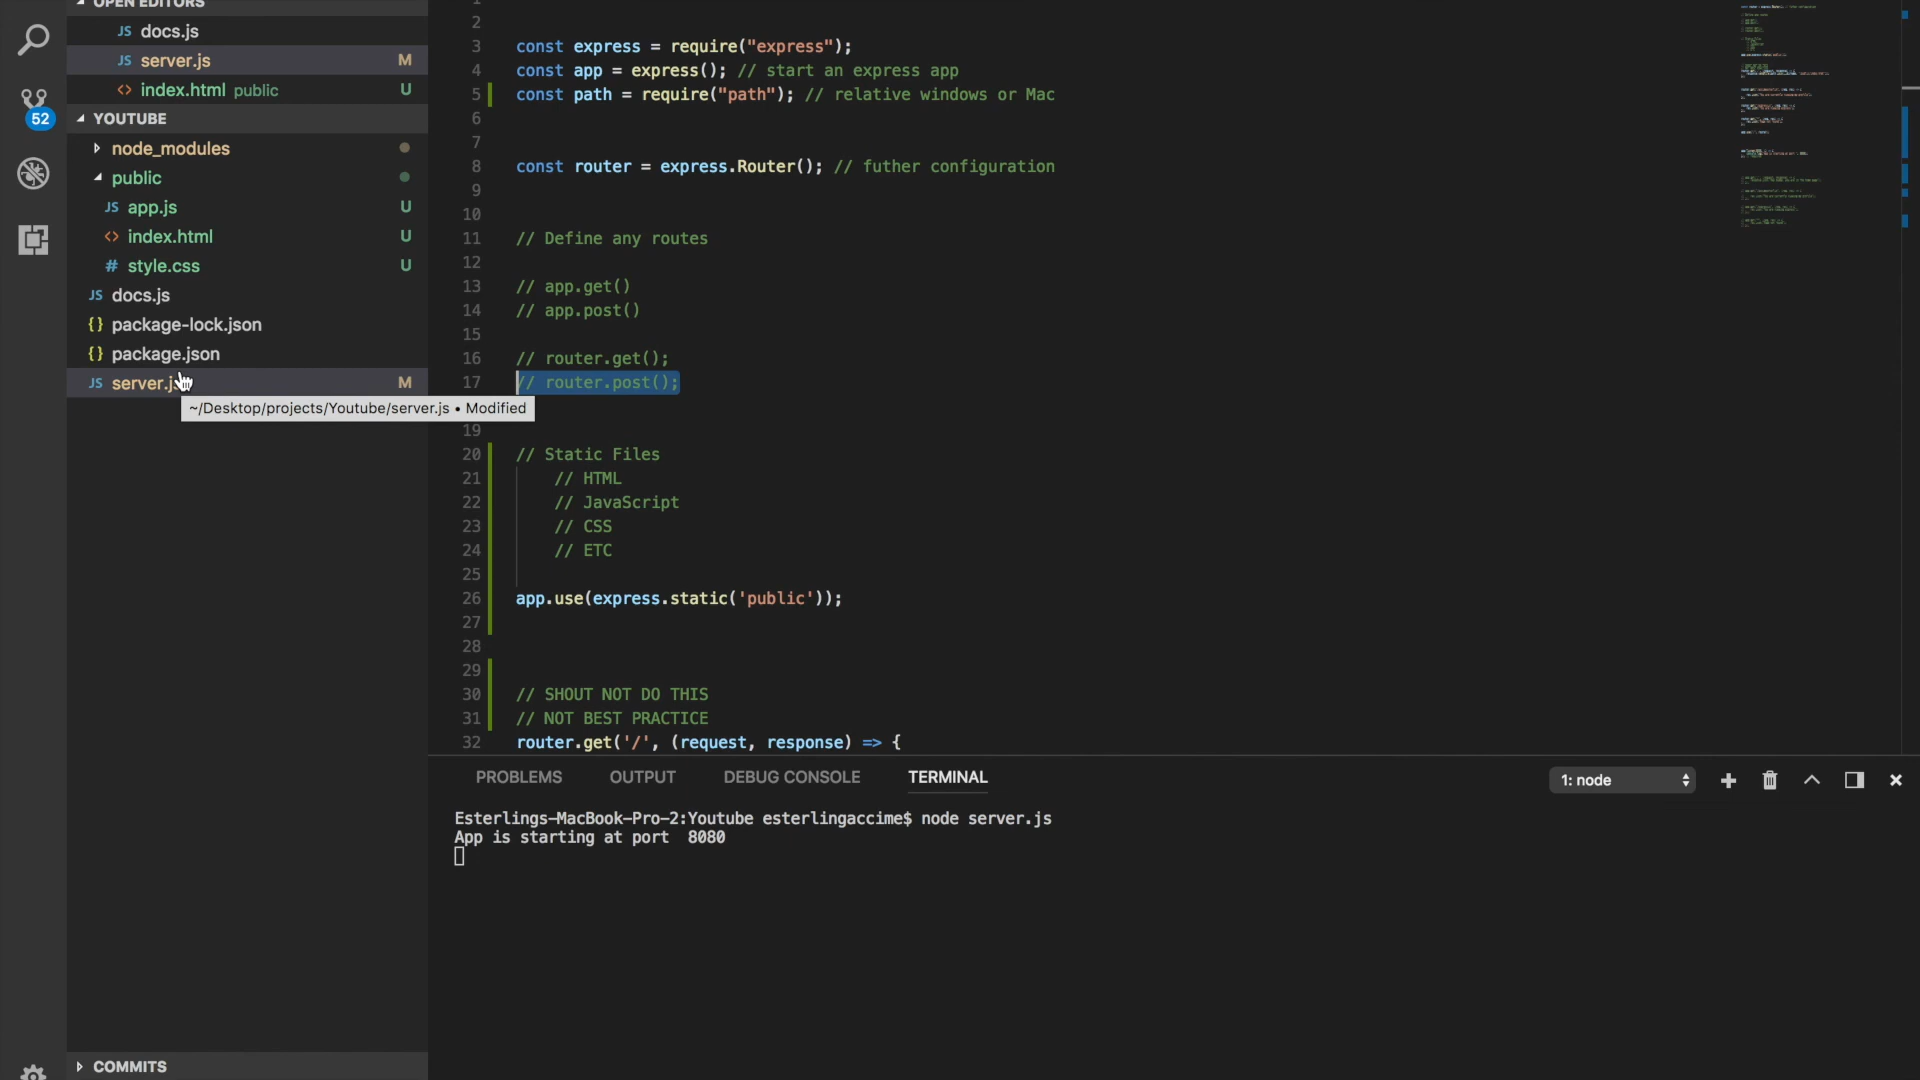 OPEN EDITORS
JS docs.js
JS server.js M
<> index.html public U
52
YOUTUBE
node_modules
public
JS app.js U
<> index.html U
# style.css U
JS docs.js
{} package-lock.json
{} package.json
JS server.js M
~/Desktop/projects/Youtube/server.js • Modified
COMMITS
1
2
3 const express = require("express");
4 const app = express(); // start an express app
5 const path = require("path"); // relative windows or Mac
6
7
8 const router = express.Router(); // futher configuration
9
10
11 // Define any routes
12
13 // app.get()
14 // app.post()
15
16 // router.get();
17 // router.post();
19
20 // Static Files
21 // HTML
22 // JavaScript
23 // CSS
24 // ETC
25
26 app.use(express.static('public'));
27
28
29
30 // SHOUT NOT DO THIS
31 // NOT BEST PRACTICE
32 router.get('/', (request, response) => {
PROBLEMS OUTPUT DEBUG CONSOLE TERMINAL 1: node
Esterlings-MacBook-Pro-2:Youtube esterlingaccime$ node server.js
App is starting at port 8080